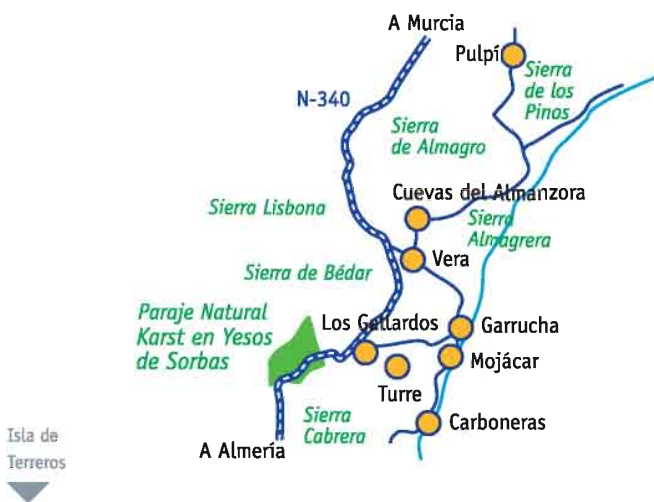 A Murcia
Pulpí
Sierra
de los
Pinos
N-340
Sierra
de Almagro
Cuevas del Almanzora
Sierra Lisbona
Sierra
Almagrera
Vera
Sierra de Bédar
Paraje Natural
Karst en Yesos
de Sorbas
Los Gallardos
Garrucha
Mojácar
Turre
Sierra
Cabrera
Carboneras
A Almería
Isla de
Terreros